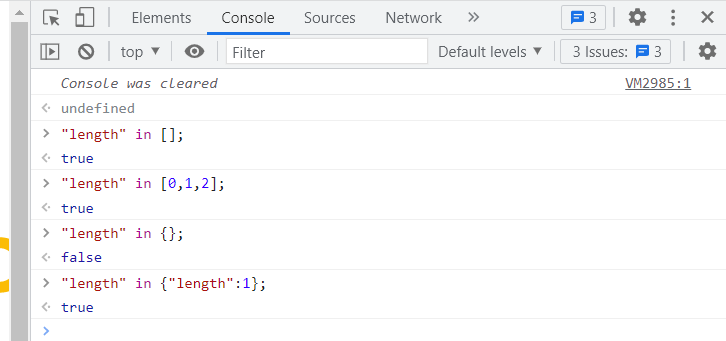 Elements Console Sources Network » 3
top ▼ Filter Default levels ▼ 3 Issues: 3
Console was cleared VM2985:1
undefined
"length" in [];
true
"length" in [0,1,2];
true
"length" in {};
false
"length" in {"length":1};
true